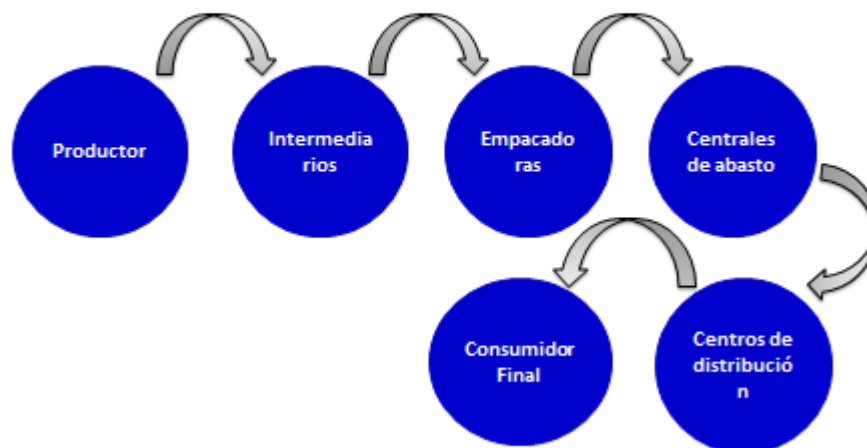 Productor
Intermedia
rios
Empacado
ras
Centrales
de abasto
Consumidor
Final
Centros de
distribució
n